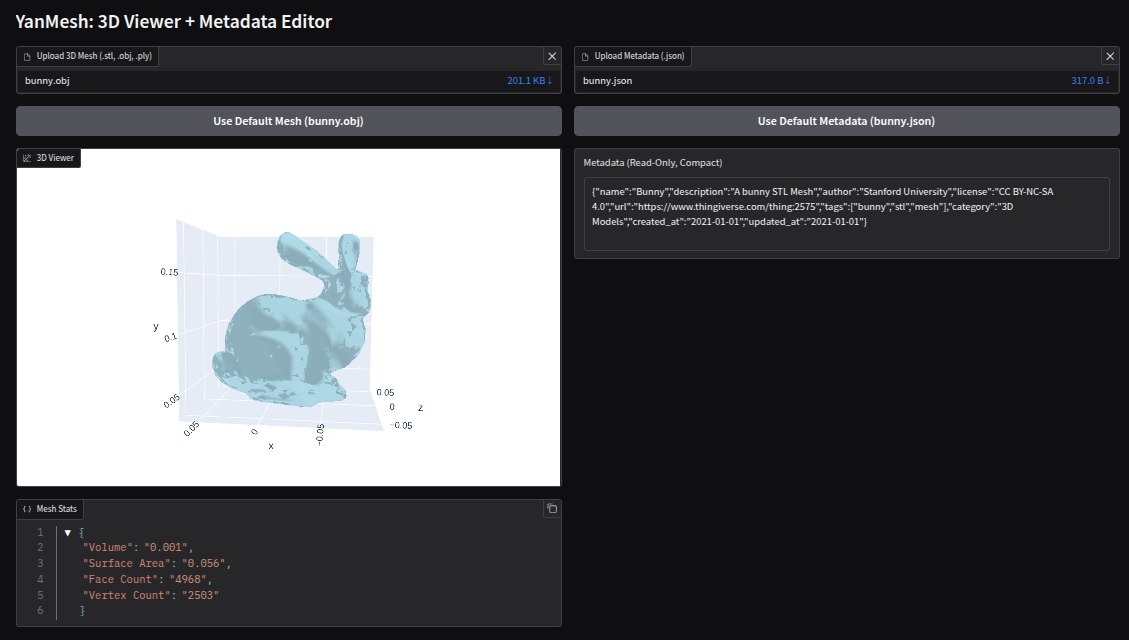 YanMesh: 3D Viewer + Metadata Editor
Upload 3D Mesh (.stl, .obj, .ply)
bunny.obj
201.1 KB ↓
Use Default Mesh (bunny.obj)
3D Viewer
0.15
y
0.1
0.05
0.05
0
-0.05
x
0.05
0
-0.05
z
Mesh Stats
1 ▼ {
2 "Volume": "0.001",
3 "Surface Area": "0.056",
4 "Face Count": "4968",
5 "Vertex Count": "2503"
6 }
Upload Metadata (.json)
bunny.json
317.0 B ↓
Use Default Metadata (bunny.json)
Metadata (Read-Only, Compact)
{"name":"Bunny","description":"A bunny STL Mesh","author":"Stanford University","license":"CC BY-NC-SA
4.0","url":"https://www.thingiverse.com/thing:2575","tags":["bunny","stl","mesh"],"category":"3D
Models","created_at":"2021-01-01","updated_at":"2021-01-01"}